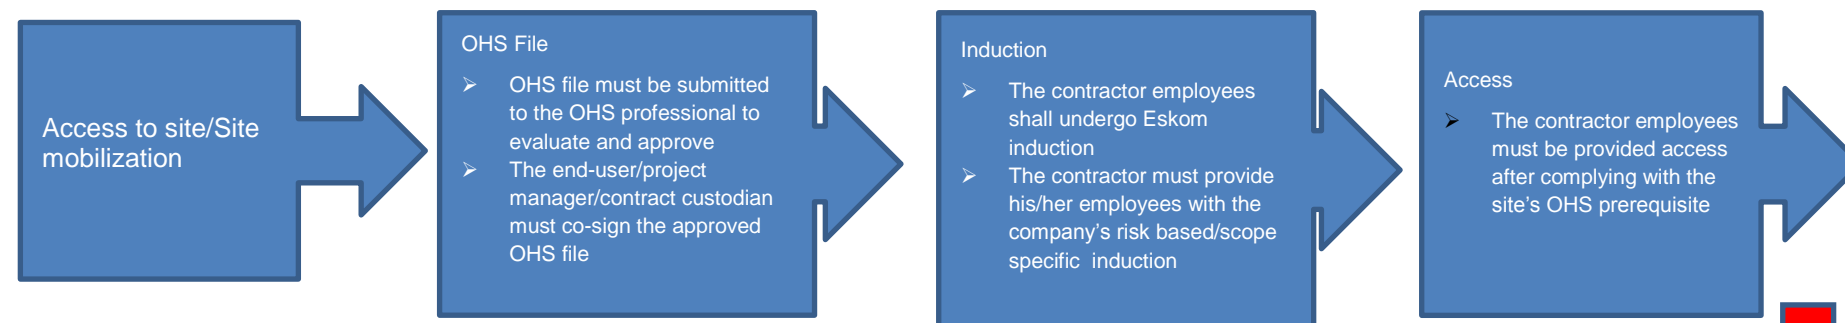 Access to site/Site
mobilization
OHS File
➢ OHS file must be submitted
to the OHS professional to
evaluate and approve
➢ The end-user/project
manager/contract custodian
must co-sign the approved
OHS file
Induction
➢ The contractor employees
shall undergo Eskom
induction
➢ The contractor must provide
his/her employees with the
company’s risk based/scope
specific  induction
Access
➢ The contractor employees
must be provided access
after complying with the
site’s OHS prerequisite